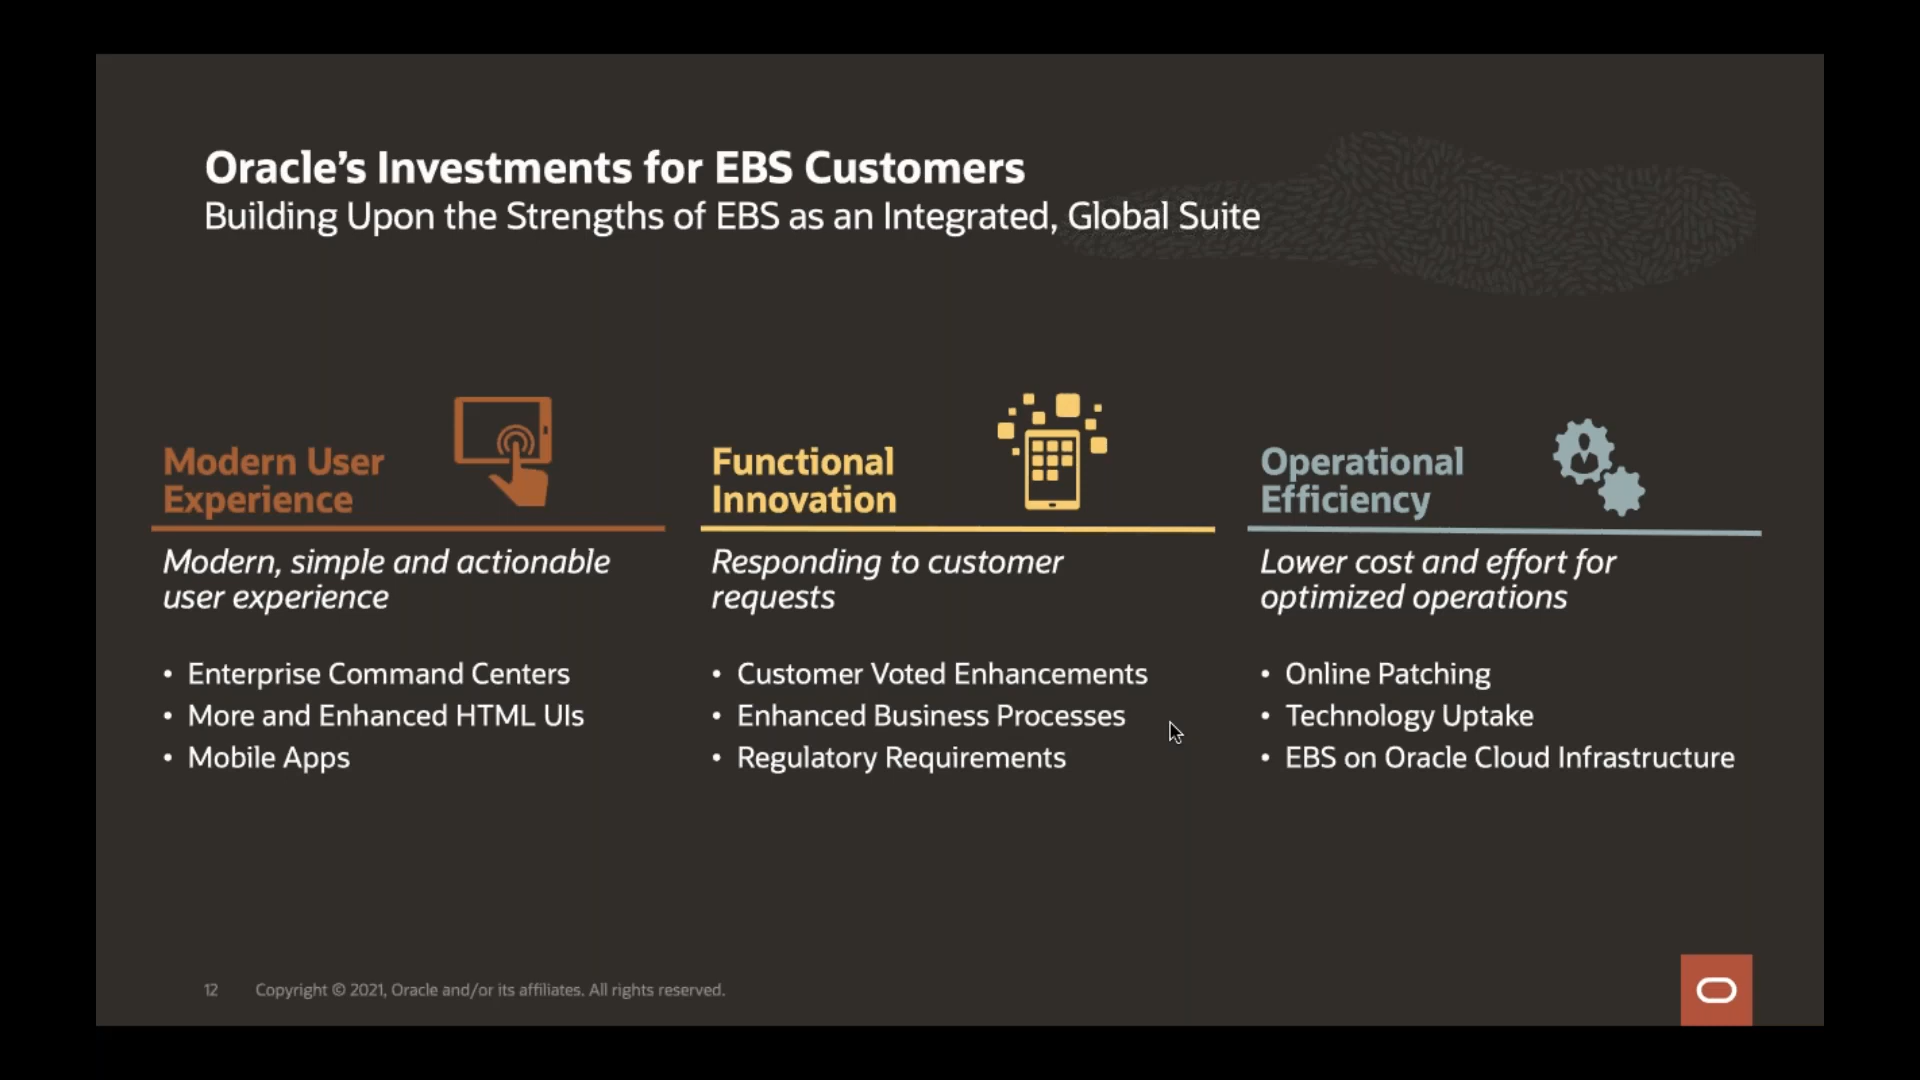 Oracle’s Investments for EBS Customers
Building Upon the Strengths of EBS as an Integrated, Global Suite
Modern User
Experience
Modern, simple and actionable
user experience
• Enterprise Command Centers
• More and Enhanced HTML UIs
• Mobile Apps
Functional
Innovation
Responding to customer
requests
• Customer Voted Enhancements
• Enhanced Business Processes
• Regulatory Requirements
Operational
Efficiency
Lower cost and effort for
optimized operations
• Online Patching
• Technology Uptake
• EBS on Oracle Cloud Infrastructure
12 Copyright © 2021, Oracle and/or its affiliates. All rights reserved.